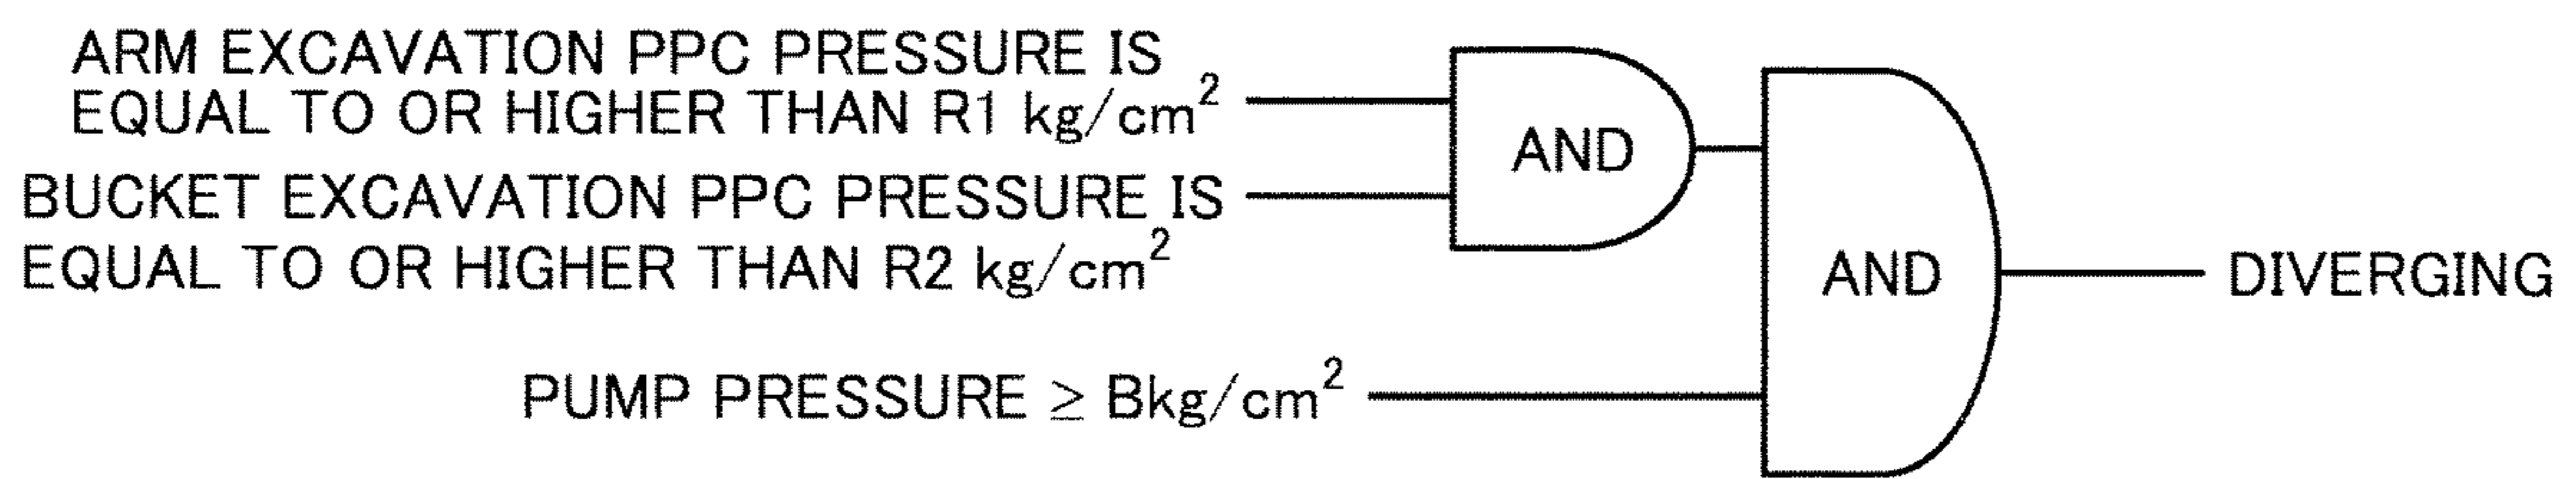 ARM EXCAVATION PPC PRESSURE IS
EQUAL TO OR HIGHER THAN R1 kg/cm²
AND
BUCKET EXCAVATION PPC PRESSURE IS
EQUAL TO OR HIGHER THAN R2 kg/cm²
AND
DIVERGING
PUMP PRESSURE ≥ Bkg/cm²